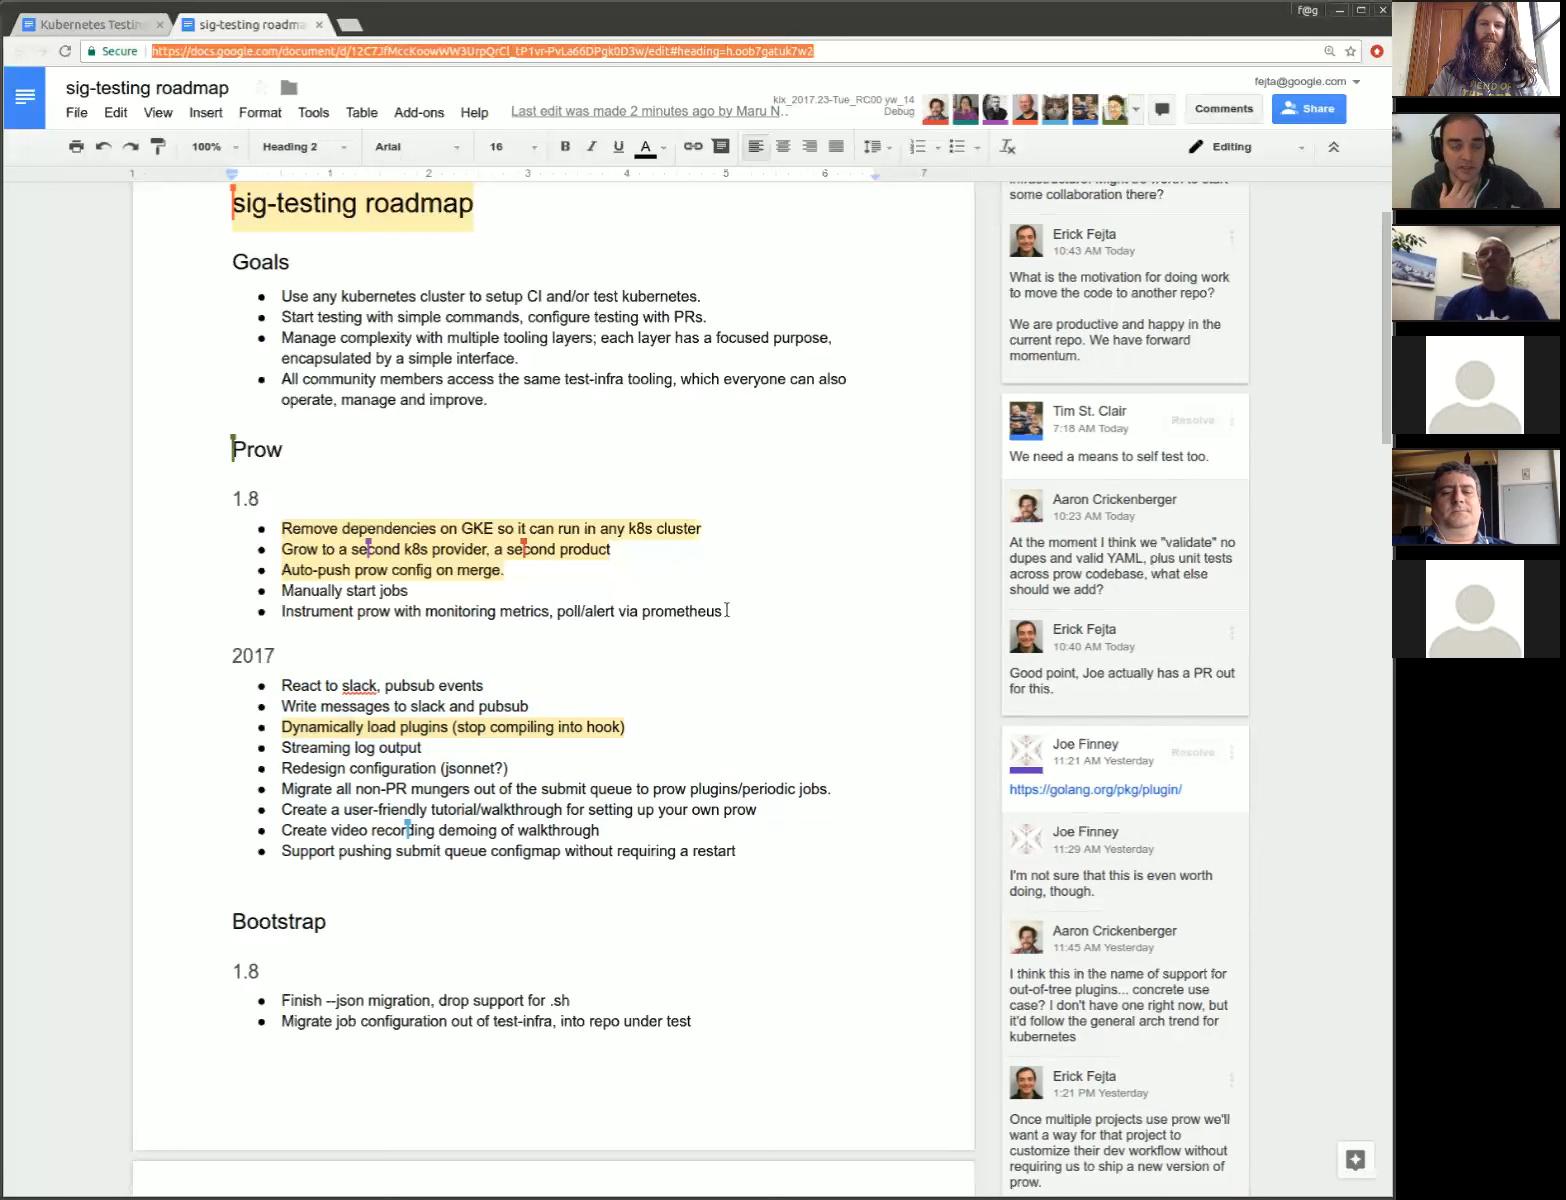 Kubernetes Testin
sig-testing roadma
f@g
Secure
https://docs.google.com/document/d/12C7JfMccKoowWW3UrpQrCl_tP1vr-PvLa66DPgk0D3w/edit#heading=h.oob7gatuk7w2
sig-testing roadmap
fejta@google.com
File Edit View Insert Format Tools Table Add-ons Help
Last edit was made 2 minutes ago by Maru N...
kix_2017.23-Tue_RC00 yw_14
Debug
Comments
Share
100% Heading 2 Arial 16 B I U A
Editing
1 1 2 3 4 5 6 7
sig-testing roadmap
Goals
Use any kubernetes cluster to setup CI and/or test kubernetes.
Start testing with simple commands, configure testing with PRs.
Manage complexity with multiple tooling layers; each layer has a focused purpose,
encapsulated by a simple interface.
All community members access the same test-infra tooling, which everyone can also
operate, manage and improve.
Prow
1.8
Remove dependencies on GKE so it can run in any k8s cluster
Grow to a second k8s provider, a second product
Auto-push prow config on merge.
Manually start jobs
Instrument prow with monitoring metrics, poll/alert via prometheus
2017
React to slack, pubsub events
Write messages to slack and pubsub
Dynamically load plugins (stop compiling into hook)
Streaming log output
Redesign configuration (jsonnet?)
Migrate all non-PR mungers out of the submit queue to prow plugins/periodic jobs.
Create a user-friendly tutorial/walkthrough for setting up your own prow
Create video recording demoing of walkthrough
Support pushing submit queue configmap without requiring a restart
Bootstrap
1.8
Finish --json migration, drop support for .sh
Migrate job configuration out of test-infra, into repo under test
some collaboration there?
Erick Fejta
10:43 AM Today
What is the motivation for doing work
to move the code to another repo?
We are productive and happy in the
current repo. We have forward
momentum.
Tim St. Clair
7:18 AM Today
Resolve
We need a means to self test too.
Aaron Crickenberger
10:23 AM Today
At the moment I think we "validate" no
dupes and valid YAML, plus unit tests
across prow codebase, what else
should we add?
Erick Fejta
10:40 AM Today
Good point, Joe actually has a PR out
for this.
Joe Finney
11:21 AM Yesterday
Resolve
https://golang.org/pkg/plugin/
Joe Finney
11:29 AM Yesterday
I'm not sure that this is even worth
doing, though.
Aaron Crickenberger
11:45 AM Yesterday
I think this in the name of support for
out-of-tree plugins... concrete use
case? I don't have one right now, but
it'd follow the general arch trend for
kubernetes
Erick Fejta
1:21 PM Yesterday
Once multiple projects use prow we'll
want a way for that project to
customize their dev workflow without
requiring us to ship a new version of
prow.